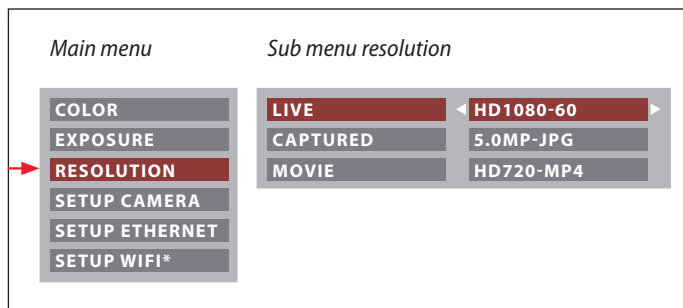 Main menu
Sub menu resolution
COLOR
EXPOSURE
RESOLUTION
SETUP CAMERA
SETUP ETHERNET
SETUP WIFI*
LIVE HD1080-60
CAPTURED 5.0MP-JPG
MOVIE HD720-MP4